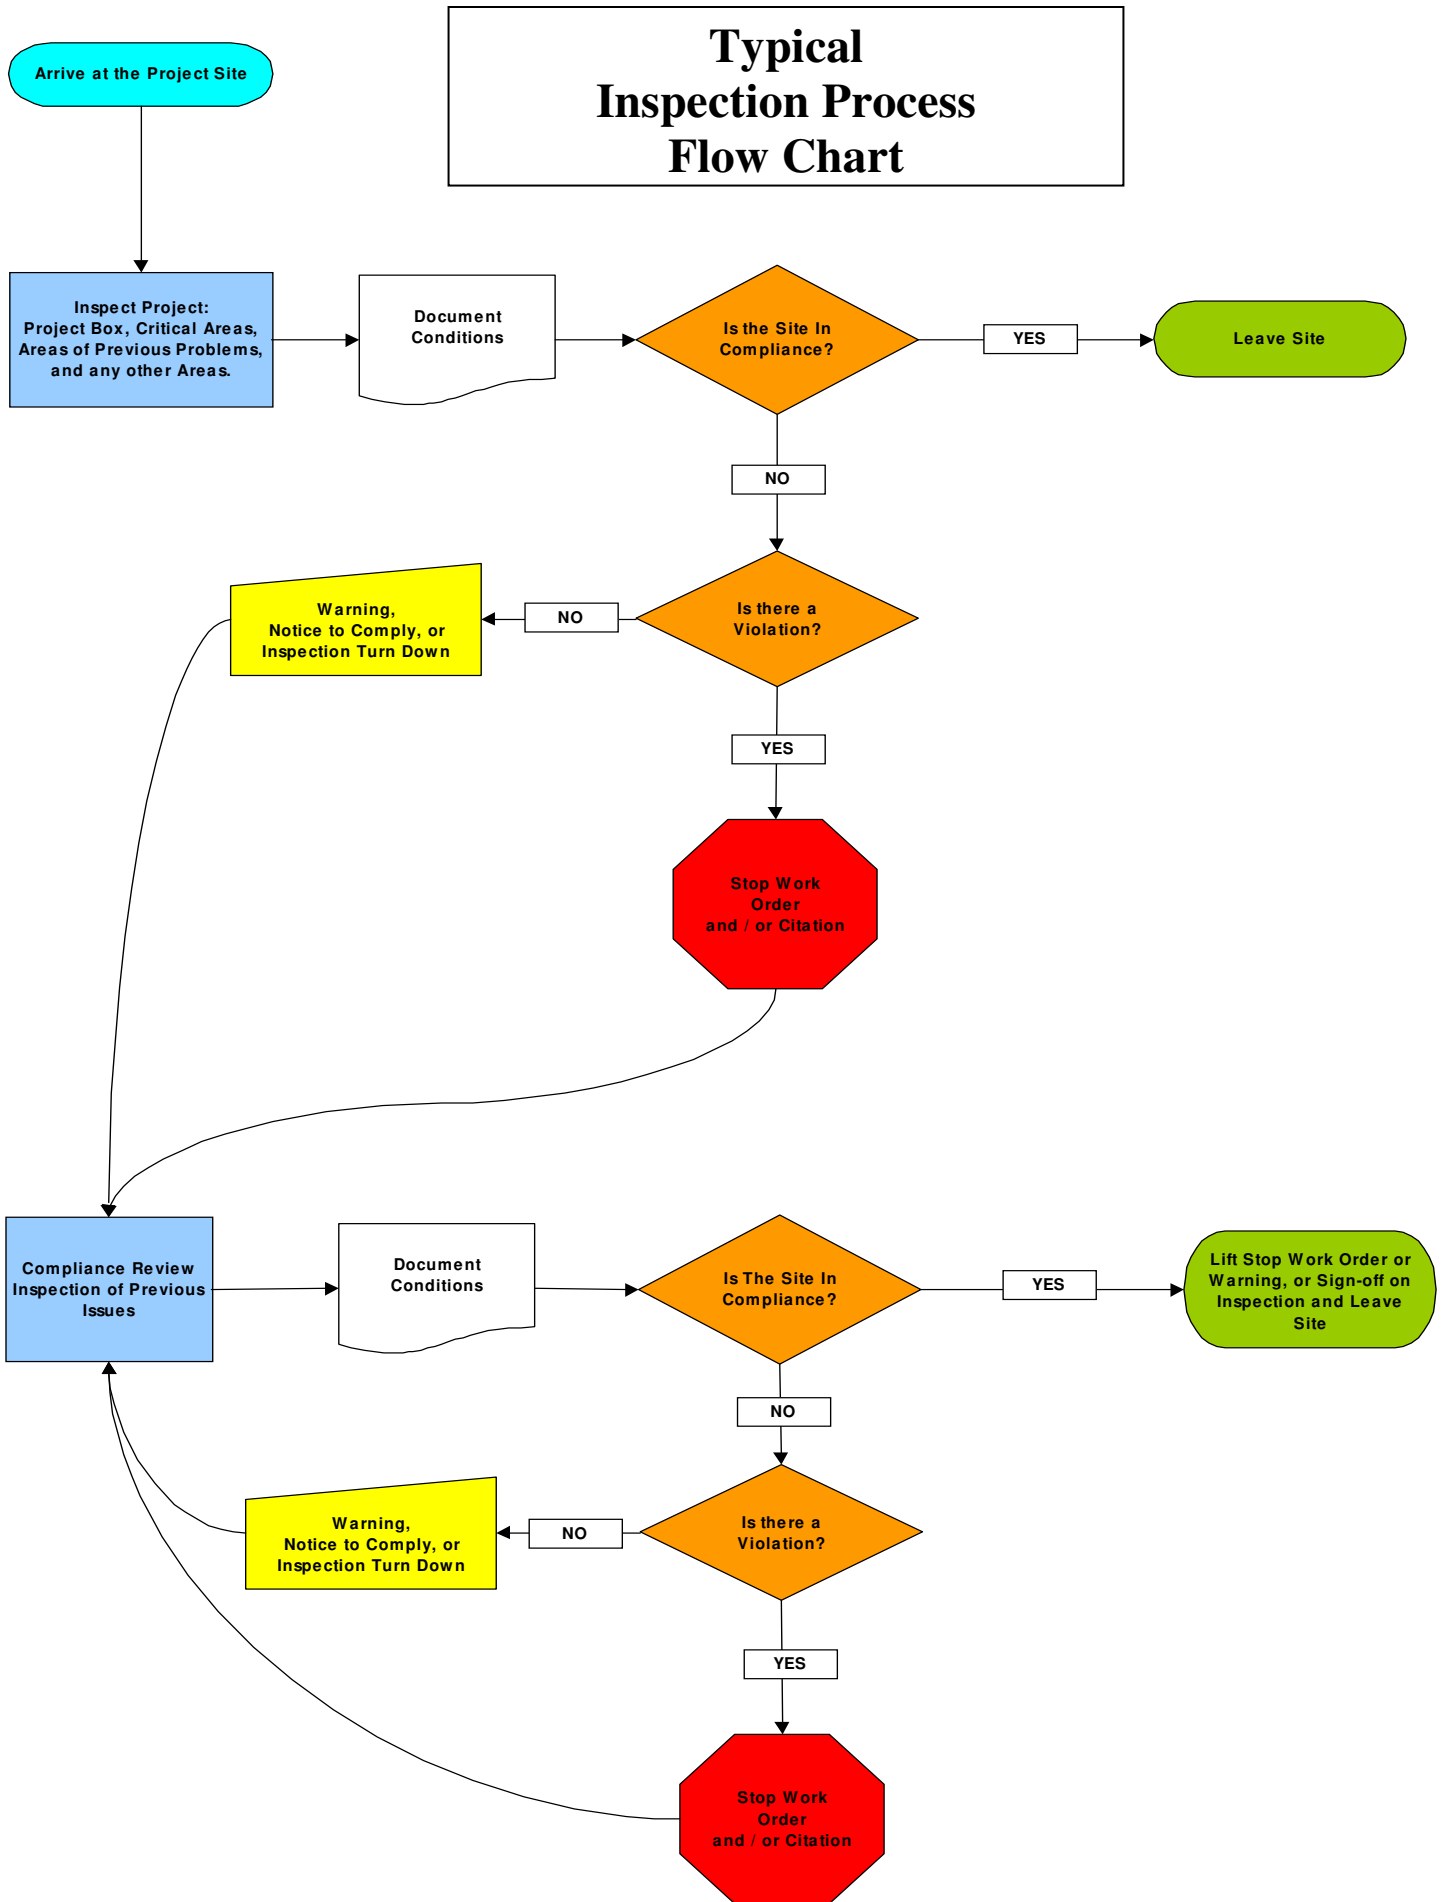 Typical
Inspection Process
Flow Chart
Arrive at the Project Site
Inspect Project:
Project Box, Critical Areas,
Areas of Previous Problems,
and any other Areas.
Document
Conditions
Is the Site In
Compliance?
YES
Leave Site
NO
Is there a
Violation?
NO
Warning,
Notice to Comply, or
Inspection Turn Down
YES
Stop Work
Order
and / or Citation
Compliance Review
Inspection of Previous
Issues
Document
Conditions
Is The Site In
Compliance?
YES
Lift Stop Work Order or
Warning, or Sign-off on
Inspection and Leave
Site
NO
Is there a
Violation?
NO
Warning,
Notice to Comply, or
Inspection Turn Down
YES
Stop Work
Order
and / or Citation